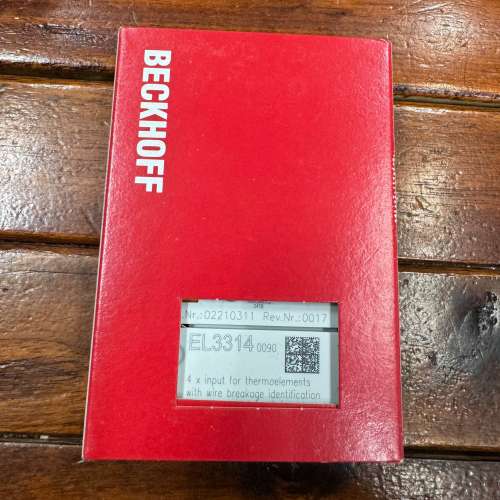 BECKHOFF
.Nr.:02210311 Rev.Nr.:0017
EL3314 0090
4 x input for thermoelements
with wire breakage identification